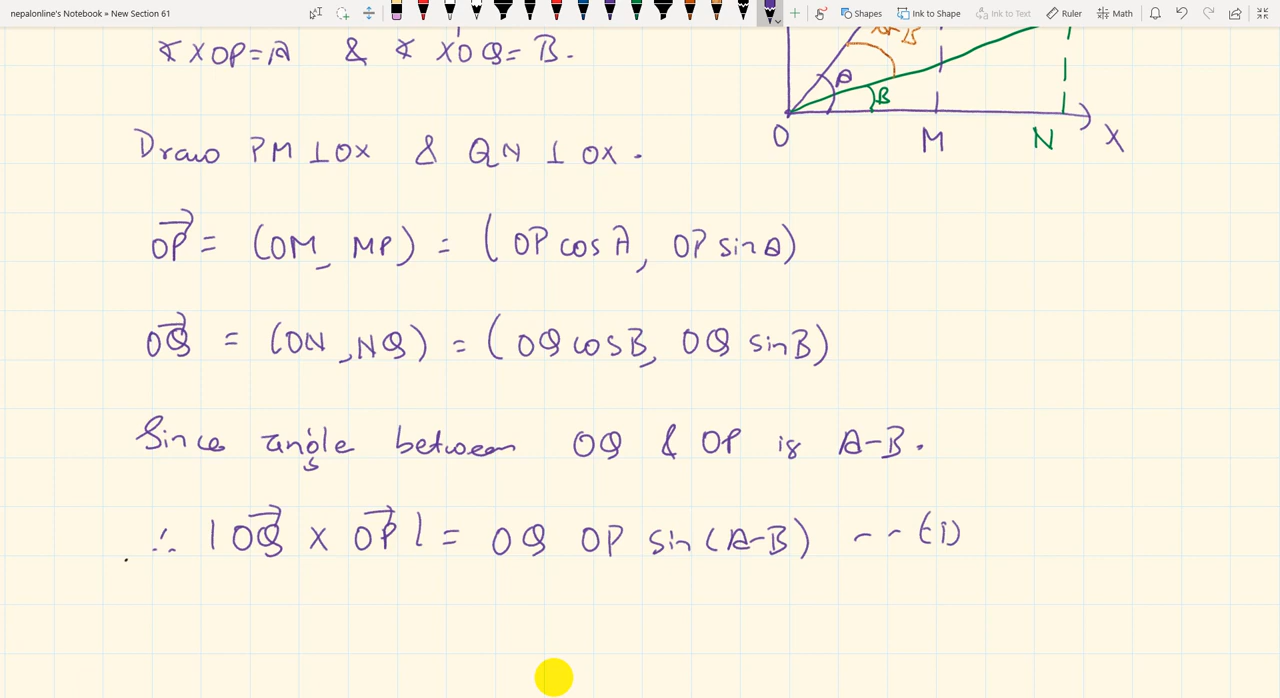 nepalonline's Notebook » New Section 61
Shapes Ink to Shape Ink to Text Ruler Math
∢ XOP = A & ∢ XOQ = B.
A-B
A
B
O M N X
Draw PM ⊥ OX & QN ⊥ OX.
OP⃗ = (OM, MP) = (OP cos A, OP sin A)
OQ⃗ = (ON, NQ) = (OQ cos B, OQ sin B)
Since angle between OQ & OP is A-B.
∴ |OQ⃗ × OP⃗| = OQ OP sin(A-B) --- (1)